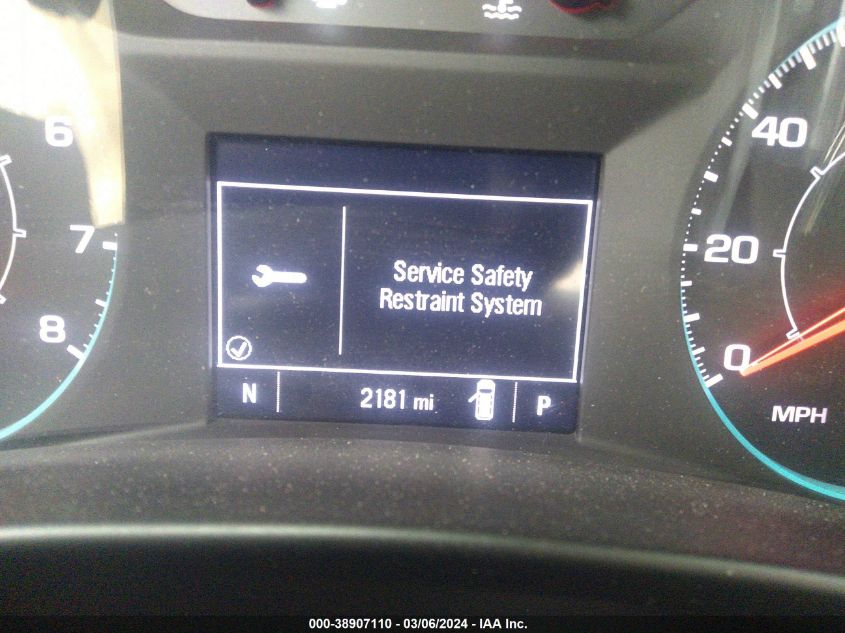 6
7
8
Service Safety
Restraint System
N
2181 mi
P
40
20
0
MPH
000-38907110 - 03/06/2024 - IAA Inc.